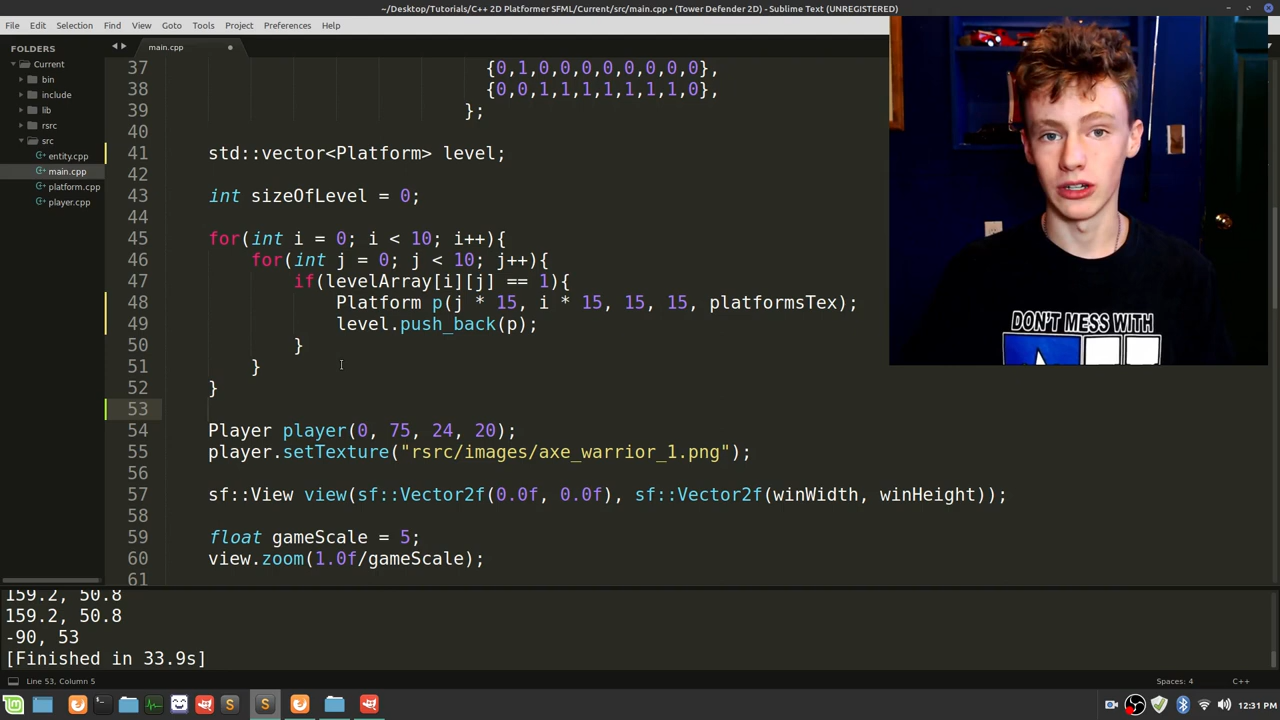 ~/Desktop/Tutorials/C++ 2D Platformer SFML/Current/src/main.cpp • (Tower Defender 2D) - Sublime Text (UNREGISTERED)
File Edit Selection Find View Goto Tools Project Preferences Help
FOLDERS
Current
bin
include
lib
rsrc
src
entity.cpp
main.cpp
platform.cpp
player.cpp
main.cpp
37 {0,1,0,0,0,0,0,0,0,0},
38 {0,0,1,1,1,1,1,1,1,0},
39 };
40
41 std::vector<Platform> level;
42
43 int sizeOfLevel = 0;
44
45 for(int i = 0; i < 10; i++){
46 for(int j = 0; j < 10; j++){
47 if(levelArray[i][j] == 1){
48 Platform p(j * 15, i * 15, 15, 15, platformsTex);
49 level.push_back(p);
50 }
51 }
52 }
53
54 Player player(0, 75, 24, 20);
55 player.setTexture("rsrc/images/axe_warrior_1.png");
56
57 sf::View view(sf::Vector2f(0.0f, 0.0f), sf::Vector2f(winWidth, winHeight));
58
59 float gameScale = 5;
60 view.zoom(1.0f/gameScale);
61
DON'T MESS WITH
159.2, 50.8
159.2, 50.8
-90, 53
[Finished in 33.9s]
Line 53, Column 5
Spaces: 4
C++
12:31 PM